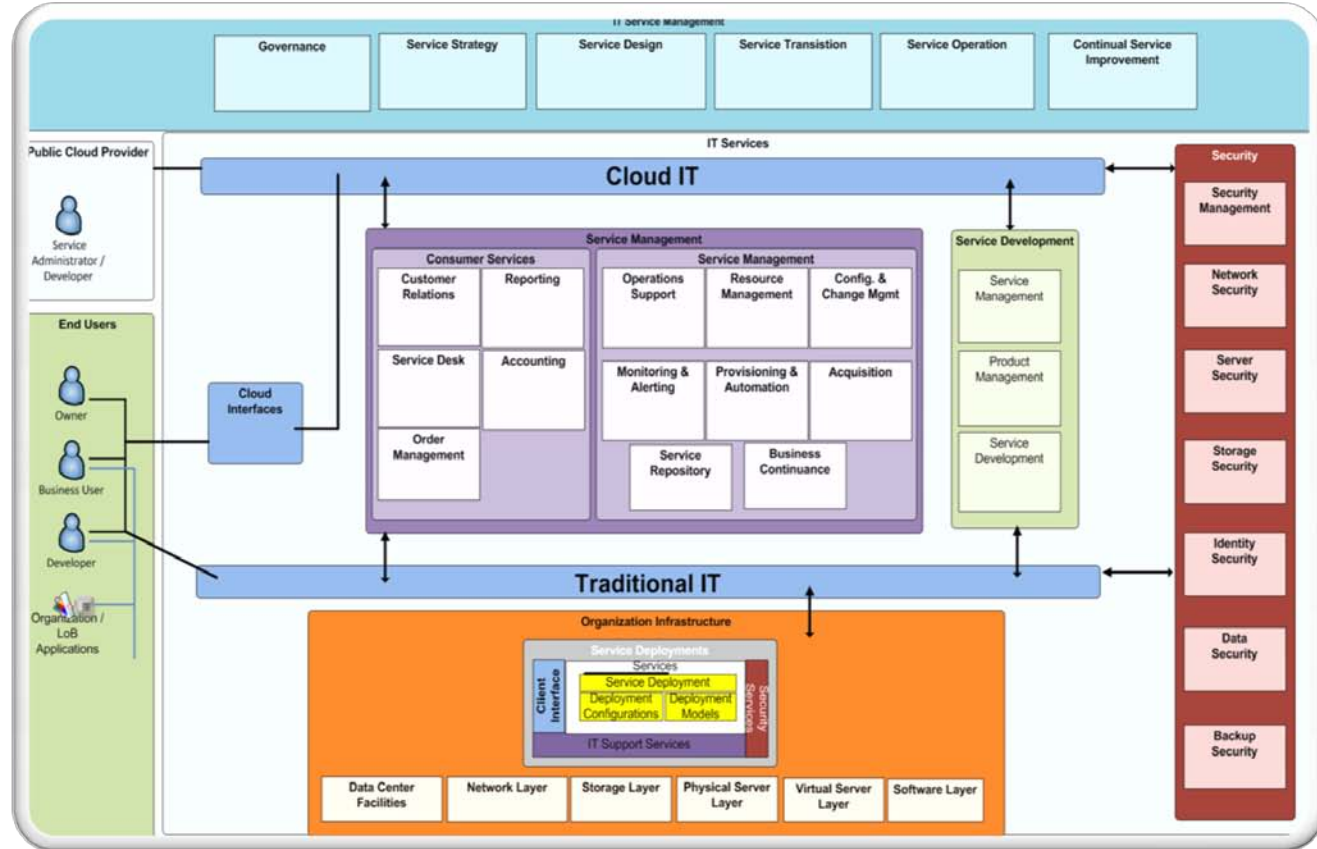 IT Service Management
Governance
Service Strategy
Service Design
Service Transistion
Service Operation
Continual Service
Improvement
Public Cloud Provider
Service
Administrator /
Developer
End Users
Owner
Business User
Developer
Organization /
LoB
Applications
Cloud
Interfaces
IT Services
Cloud IT
Service Management
Consumer Services
Customer
Relations
Reporting
Service Desk
Accounting
Order
Management
Service Management
Operations
Support
Resource
Management
Config. &
Change Mgmt
Monitoring &
Alerting
Provisioning &
Automation
Acquisition
Service
Repository
Business
Continuance
Service Development
Service
Management
Product
Management
Service
Development
Traditional IT
Organization Infrastructure
Service Deployments
Client
Interface
Services
Service Deployment
Deployment
Configurations
Deployment
Models
Security
Services
IT Support Services
Data Center
Facilities
Network Layer
Storage Layer
Physical Server
Layer
Virtual Server
Layer
Software Layer
Security
Security
Management
Network
Security
Server
Security
Storage
Security
Identity
Security
Data
Security
Backup
Security